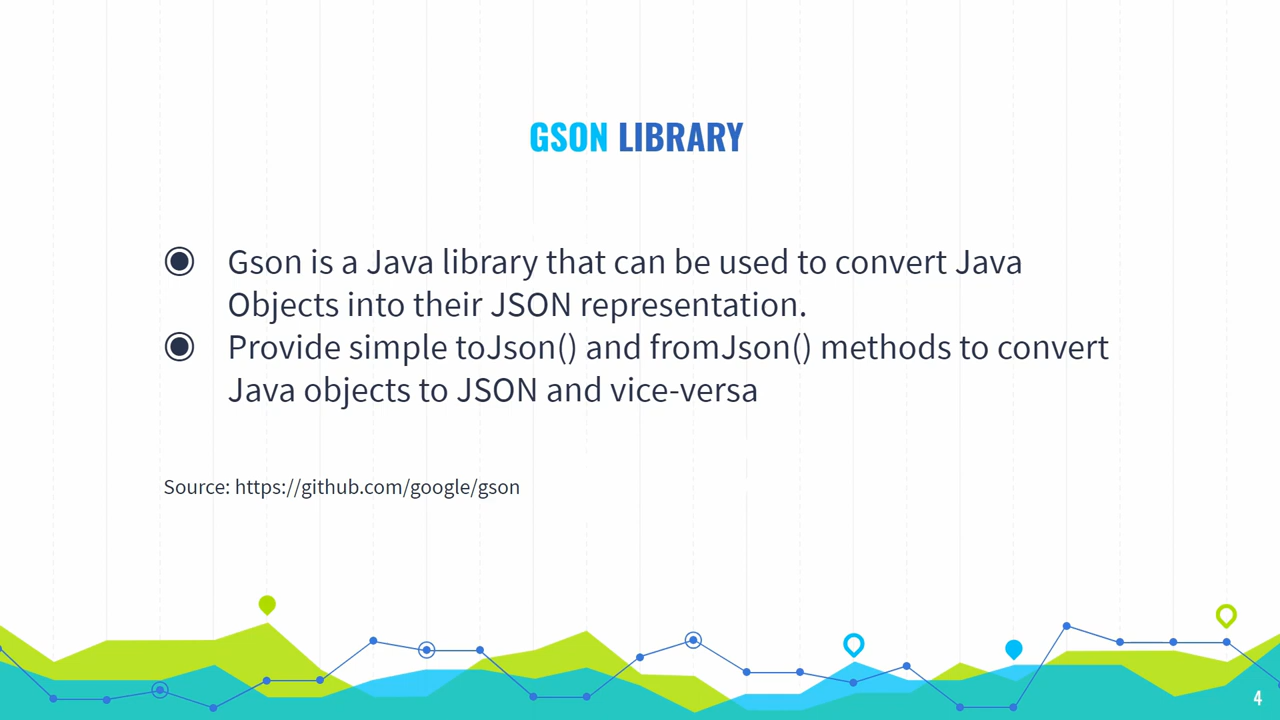 GSON LIBRARY
Gson is a Java library that can be used to convert Java
Objects into their JSON representation.
Provide simple toJson() and fromJson() methods to convert
Java objects to JSON and vice-versa
Source: https://github.com/google/gson
4